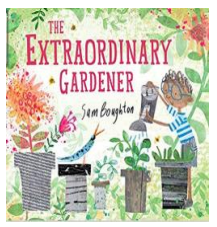 THE
EXTRAORDINARY
GARDENER
Sam Boughton